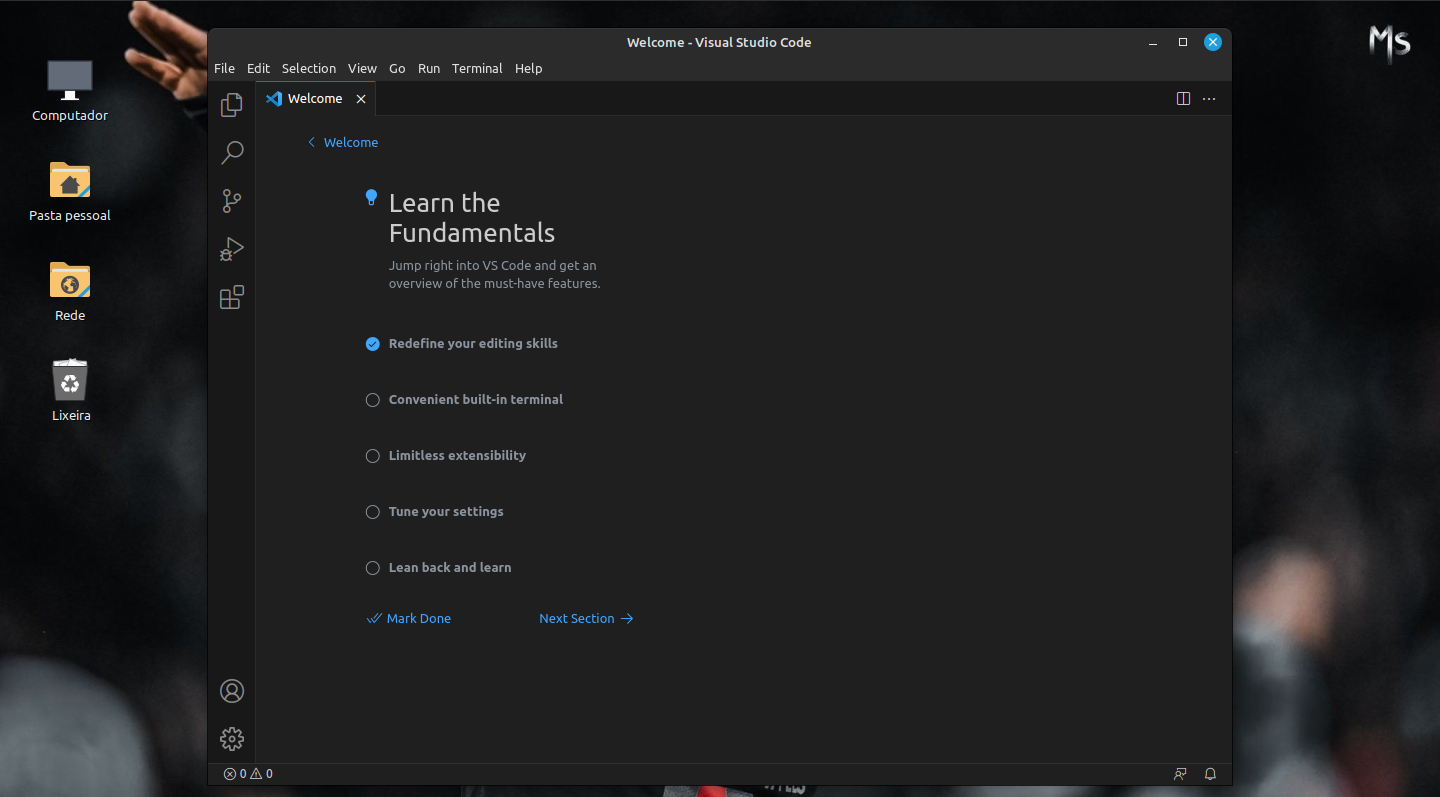 Welcome - Visual Studio Code
Ms
File Edit Selection View Go Run Terminal Help
Welcome
Computador
Pasta pessoal
Rede
Lixeira
Welcome
Learn the
Fundamentals
Jump right into VS Code and get an
overview of the must-have features.
Redefine your editing skills
Convenient built-in terminal
Limitless extensibility
Tune your settings
Lean back and learn
Mark Done
Next Section
0 0